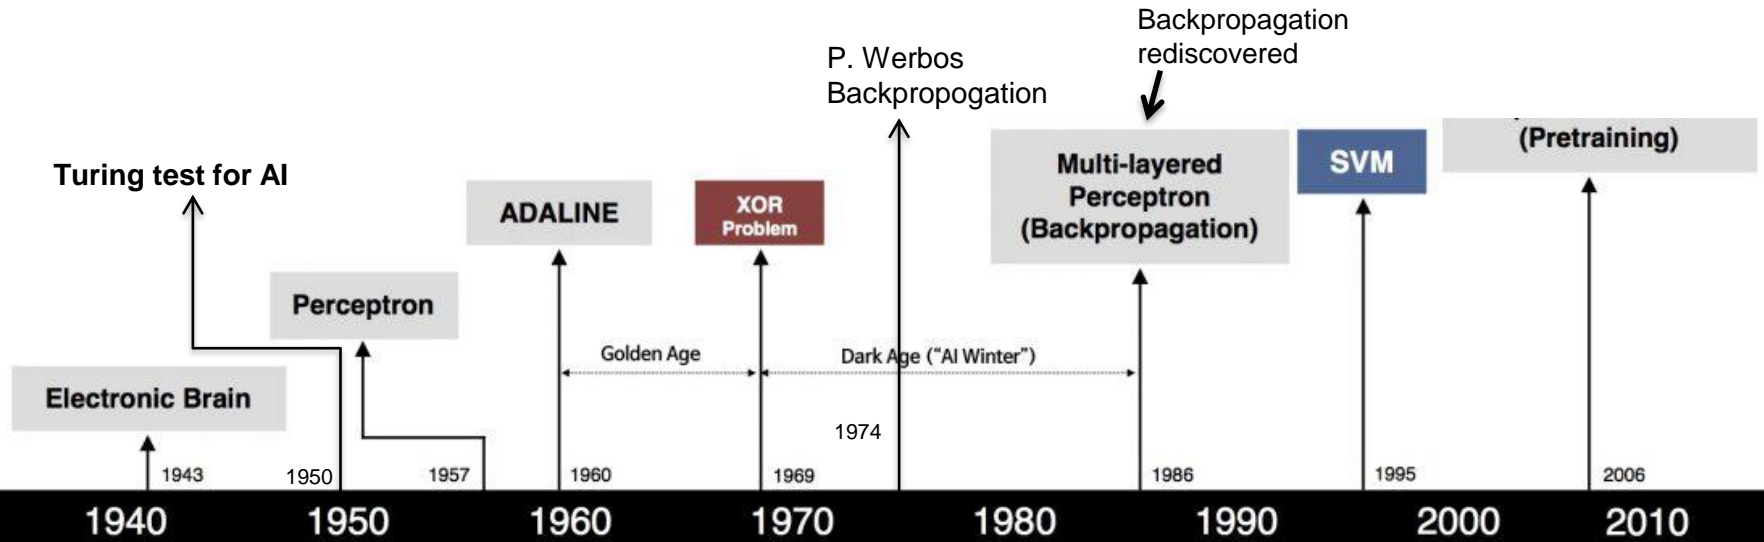 Backpropagation
rediscovered
P. Werbos
Backpropogation
Turing test for AI
ADALINE
XOR
Problem
Multi-layered
Perceptron
(Backpropagation)
SVM
(Pretraining)
Perceptron
Golden Age
Dark Age ("AI Winter")
Electronic Brain
1974
1943
1950
1957
1960
1969
1986
1995
2006
1940
1950
1960
1970
1980
1990
2000
2010